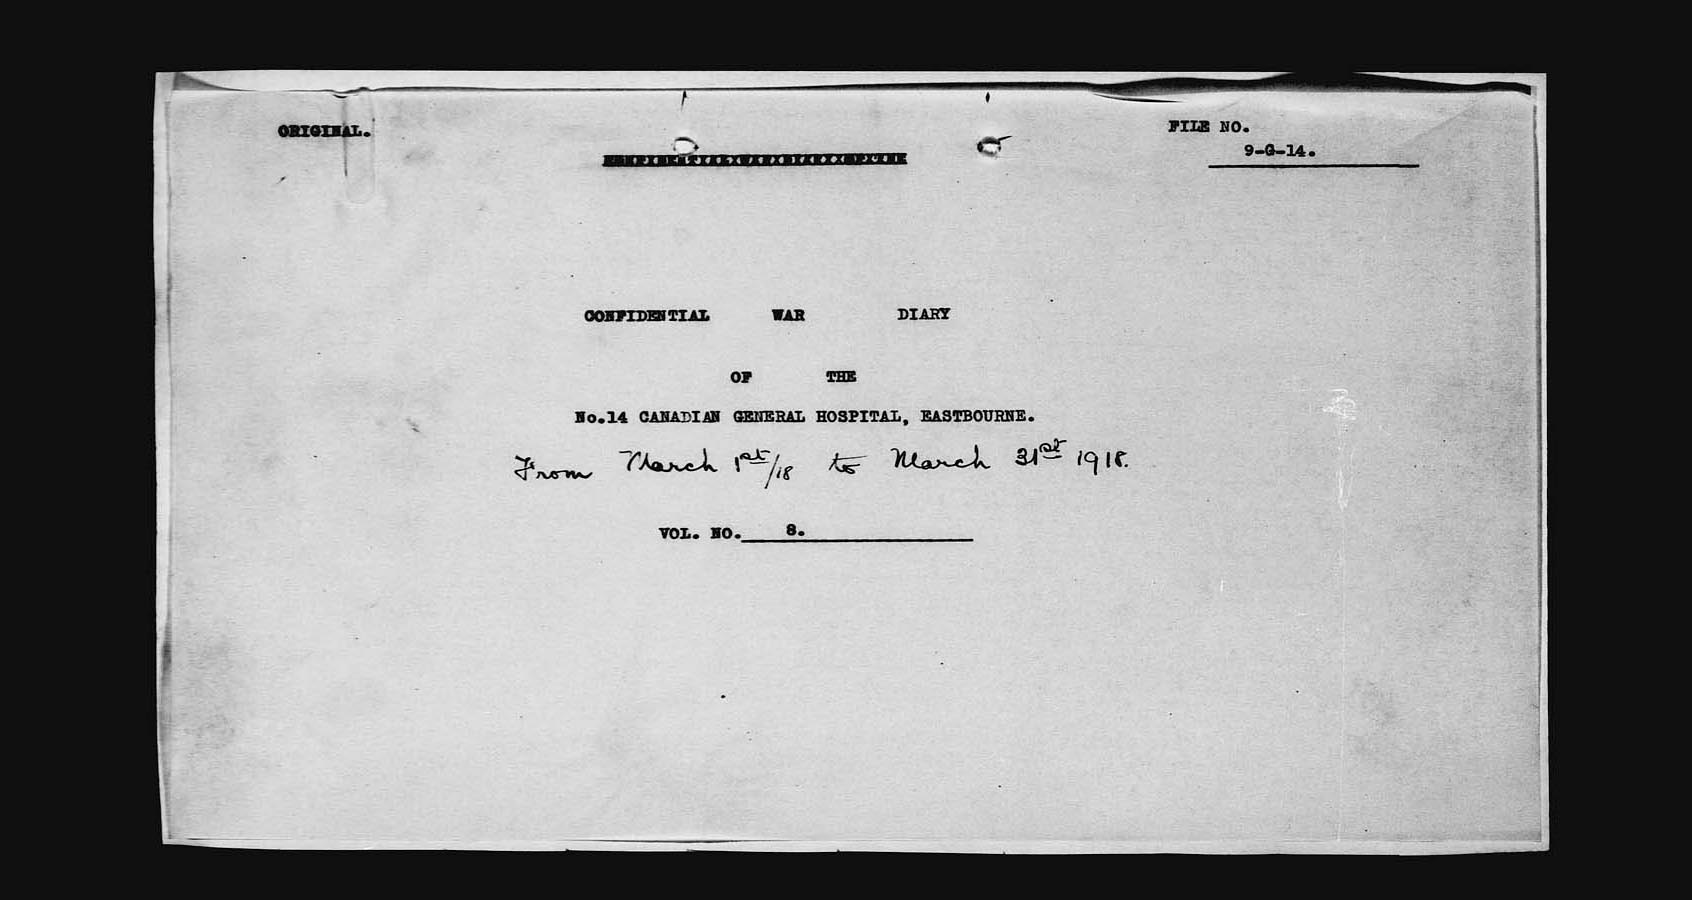 ORIGINAL.
FILE NO.
9-G-14.
CONFIDENTIAL WAR DIARY
OF THE
No.14 CANADIAN GENERAL HOSPITAL, EASTBOURNE.
From March 1st/18 to March 31st 1918.
VOL. NO. 8.